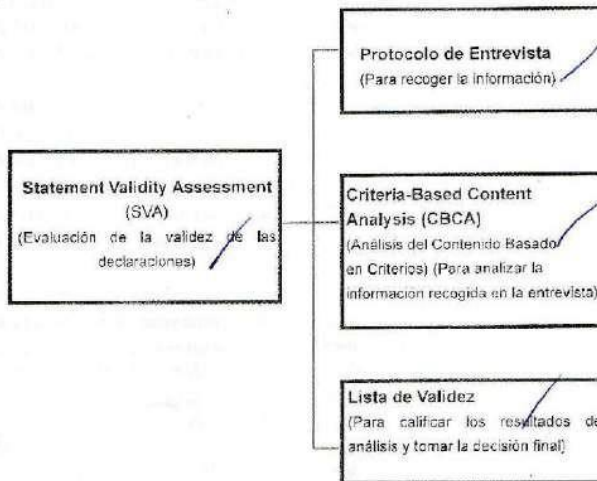 Protocolo de Entrevista
(Para recoger la información)
Statement Validity Assessment
(SVA)
(Evaluación de la validez de las
declaraciones)
Criteria-Based Content
Analysis (CBCA)
(Análisis del Contenido Basado
en Criterios) (Para analizar la
información recogida en la entrevista)
Lista de Validez
(Para calificar los resultados de
análisis y tomar la decisión final)